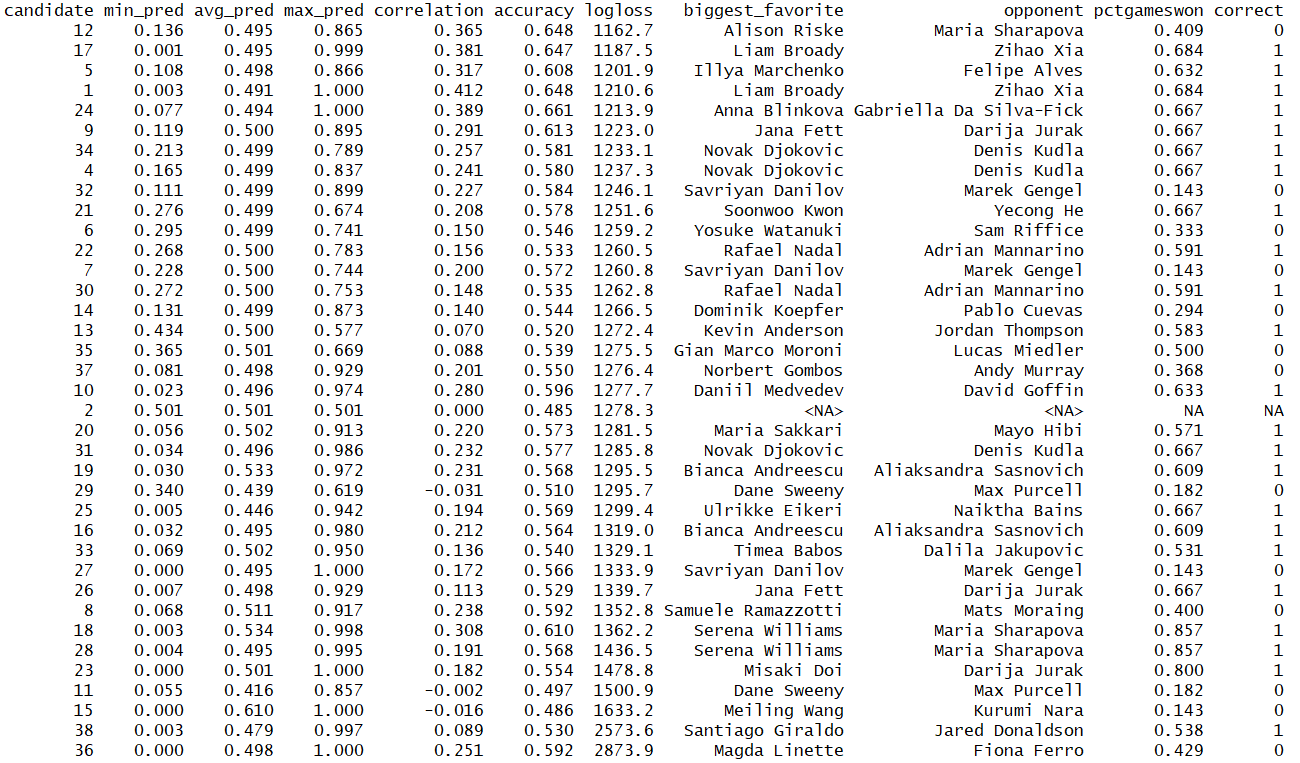 candidate min_pred avg_pred max_pred correlation accuracy logloss biggest_favorite opponent pctgameswon correct
12 0.136 0.495 0.865 0.365 0.648 1162.7 Alison Riske Maria Sharapova 0.409 0
17 0.001 0.495 0.999 0.381 0.647 1187.5 Liam Broady Zihao Xia 0.684 1
5 0.108 0.498 0.866 0.317 0.608 1201.9 Illya Marchenko Felipe Alves 0.632 1
1 0.003 0.491 1.000 0.412 0.648 1210.6 Liam Broady Zihao Xia 0.684 1
24 0.077 0.494 1.000 0.389 0.661 1213.9 Anna Blinkova Gabriella Da Silva-Fick 0.667 1
9 0.119 0.500 0.895 0.291 0.613 1223.0 Jana Fett Darija Jurak 0.667 1
34 0.213 0.499 0.789 0.257 0.581 1233.1 Novak Djokovic Denis Kudla 0.667 1
4 0.165 0.499 0.837 0.241 0.580 1237.3 Novak Djokovic Denis Kudla 0.667 1
32 0.111 0.499 0.899 0.227 0.584 1246.1 Savriyan Danilov Marek Gengel 0.143 0
21 0.276 0.499 0.674 0.208 0.578 1251.6 Soonwoo Kwon Yecong He 0.667 1
6 0.295 0.499 0.741 0.150 0.546 1259.2 Yosuke Watanuki Sam Riffice 0.333 0
22 0.268 0.500 0.783 0.156 0.533 1260.5 Rafael Nadal Adrian Mannarino 0.591 1
7 0.228 0.500 0.744 0.200 0.572 1260.8 Savriyan Danilov Marek Gengel 0.143 0
30 0.272 0.500 0.753 0.148 0.535 1262.8 Rafael Nadal Adrian Mannarino 0.591 1
14 0.131 0.499 0.873 0.140 0.544 1266.5 Dominik Koepfer Pablo Cuevas 0.294 0
13 0.434 0.500 0.577 0.070 0.520 1272.4 Kevin Anderson Jordan Thompson 0.583 1
35 0.365 0.501 0.669 0.088 0.539 1275.5 Gian Marco Moroni Lucas Miedler 0.500 0
37 0.081 0.498 0.929 0.201 0.550 1276.4 Norbert Gombos Andy Murray 0.368 0
10 0.023 0.496 0.974 0.280 0.596 1277.7 Daniil Medvedev David Goffin 0.633 1
2 0.501 0.501 0.501 0.000 0.485 1278.3 <NA> <NA> NA NA
20 0.056 0.502 0.913 0.220 0.573 1281.5 Maria Sakkari Mayo Hibi 0.571 1
31 0.034 0.496 0.986 0.232 0.577 1285.8 Novak Djokovic Denis Kudla 0.667 1
19 0.030 0.533 0.972 0.231 0.568 1295.5 Bianca Andreescu Aliaksandra Sasnovich 0.609 1
29 0.340 0.439 0.619 -0.031 0.510 1295.7 Dane Sweeny Max Purcell 0.182 0
25 0.005 0.446 0.942 0.194 0.569 1299.4 Ulrikke Eikeri Naiktha Bains 0.667 1
16 0.032 0.495 0.980 0.212 0.564 1319.0 Bianca Andreescu Aliaksandra Sasnovich 0.609 1
33 0.069 0.502 0.950 0.136 0.540 1329.1 Timea Babos Dalila Jakupovic 0.531 1
27 0.000 0.495 1.000 0.172 0.566 1333.9 Savriyan Danilov Marek Gengel 0.143 0
26 0.007 0.498 0.929 0.113 0.529 1339.7 Jana Fett Darija Jurak 0.667 1
8 0.068 0.511 0.917 0.238 0.592 1352.8 Samuele Ramazzotti Mats Moraing 0.400 0
18 0.003 0.534 0.998 0.308 0.610 1362.2 Serena Williams Maria Sharapova 0.857 1
28 0.004 0.495 0.995 0.191 0.568 1436.5 Serena Williams Maria Sharapova 0.857 1
23 0.000 0.501 1.000 0.182 0.554 1478.8 Misaki Doi Darija Jurak 0.800 1
11 0.055 0.416 0.857 -0.002 0.497 1500.9 Dane Sweeny Max Purcell 0.182 0
15 0.000 0.610 1.000 -0.016 0.486 1633.2 Meiling Wang Kurumi Nara 0.143 0
38 0.003 0.479 0.997 0.089 0.530 2573.6 Santiago Giraldo Jared Donaldson 0.538 1
36 0.000 0.498 1.000 0.251 0.592 2873.9 Magda Linette Fiona Ferro 0.429 0